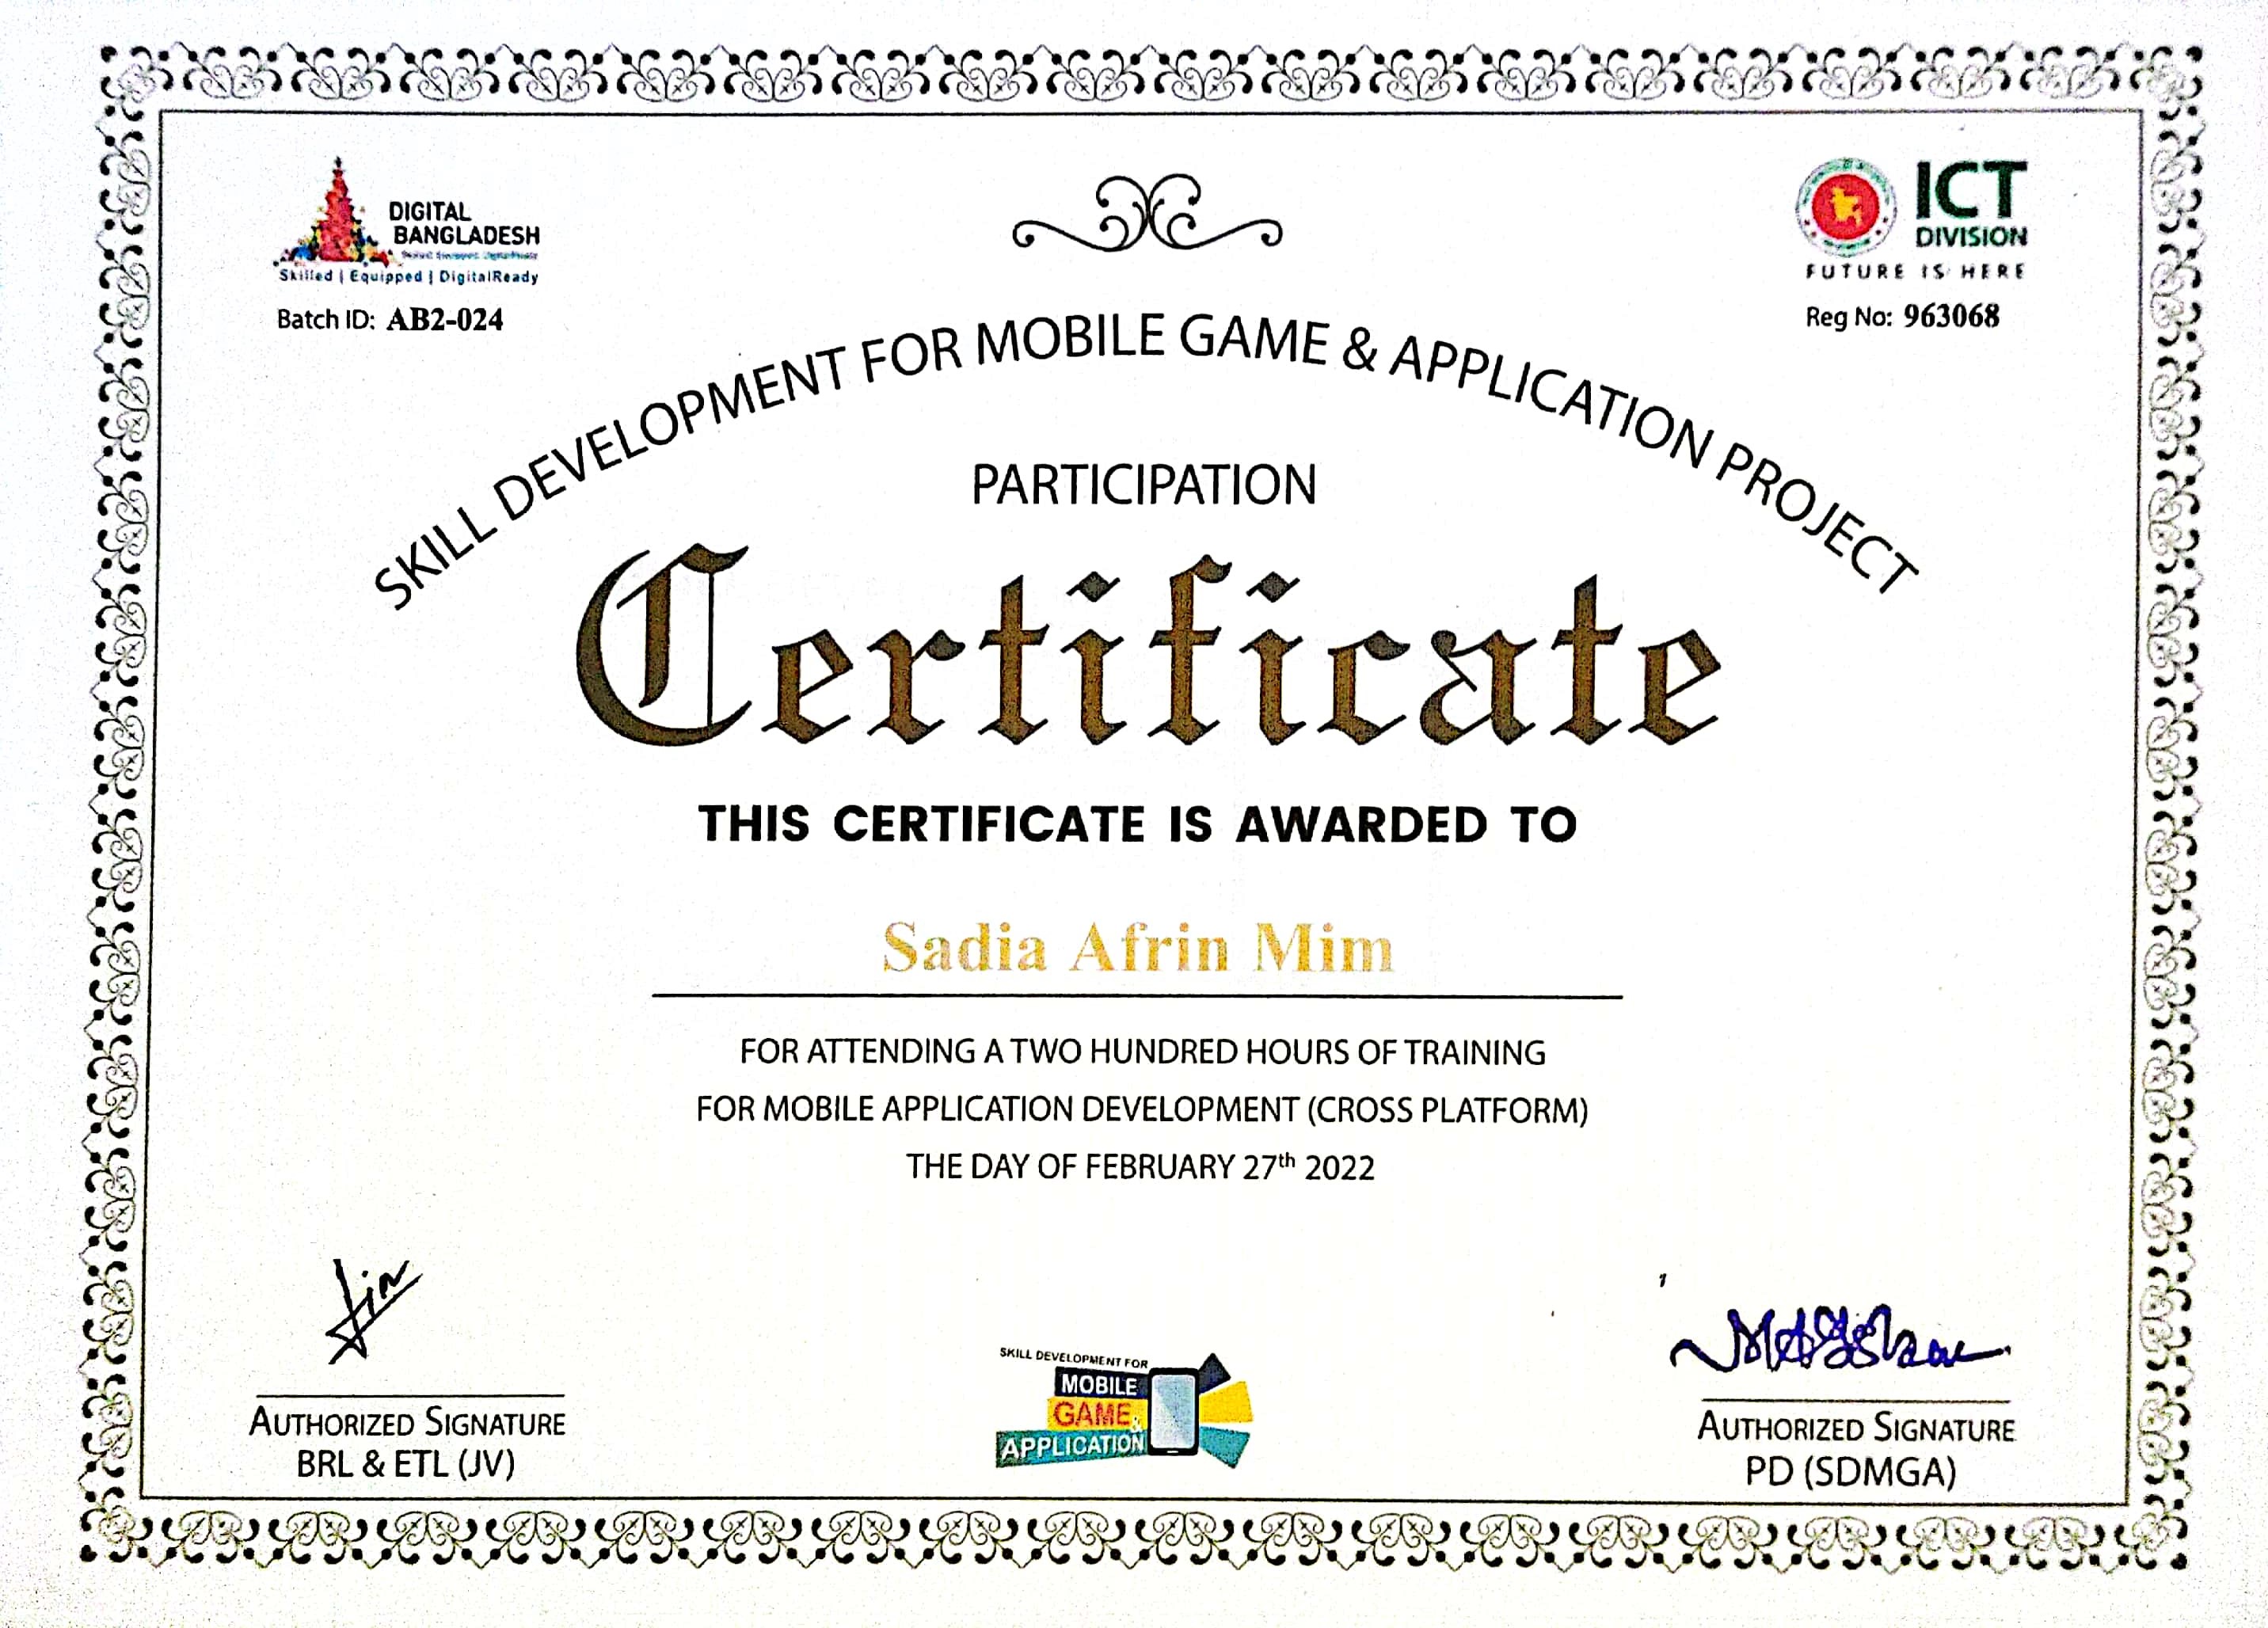 DIGITAL
BANGLADESH
Skilled | Equipped | DigitalReady
Batch ID: AB2-024
ICT
DIVISION
FUTURE IS HERE
Reg No: 963068
SKILL DEVELOPMENT FOR MOBILE GAME & APPLICATION PROJECT
PARTICIPATION
Certificate
THIS CERTIFICATE IS AWARDED TO
Sadia Afrin Mim
FOR ATTENDING A TWO HUNDRED HOURS OF TRAINING
FOR MOBILE APPLICATION DEVELOPMENT (CROSS PLATFORM)
THE DAY OF FEBRUARY 27th 2022
AUTHORIZED SIGNATURE
BRL & ETL (JV)
SKILL DEVELOPMENT FOR
MOBILE
GAME &
APPLICATION
AUTHORIZED SIGNATURE
PD (SDMGA)